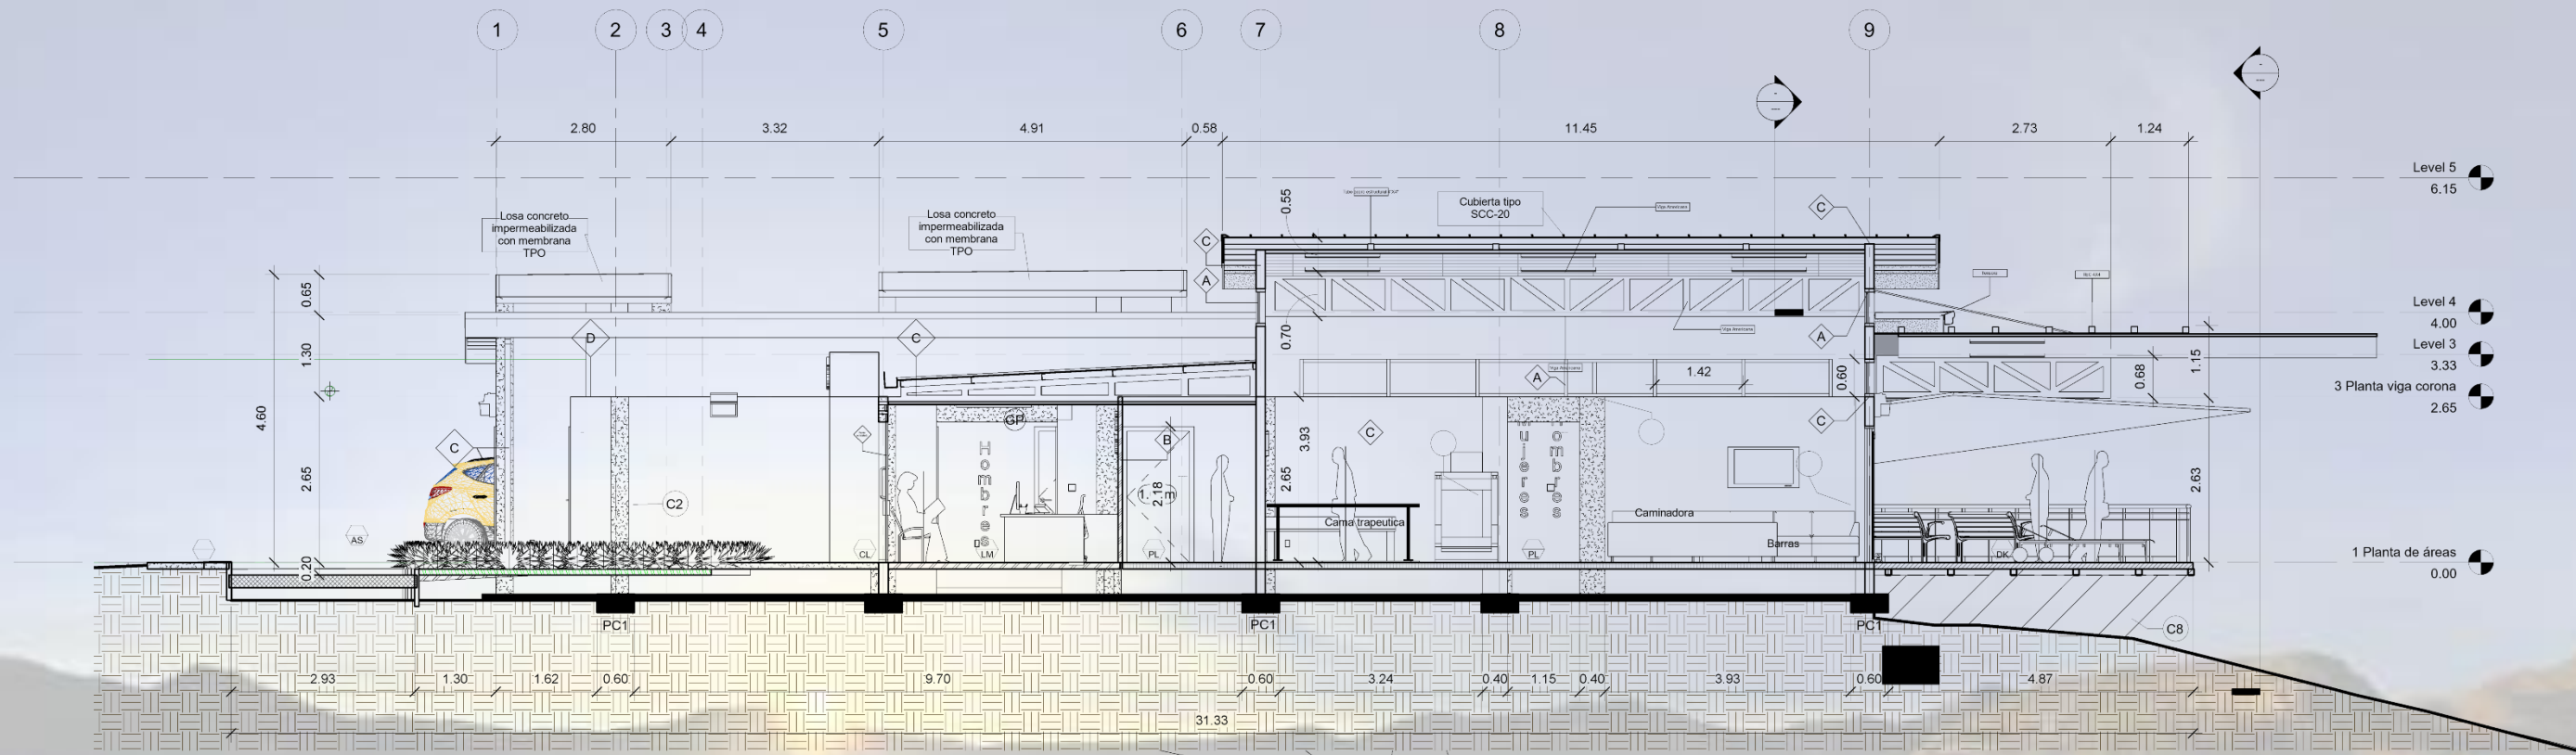 1
2
3
4
5
6
7
8
9
2.80
3.32
4.91
0.58
11.45
2.73
1.24
Level 5
6.15
Losa concreto
impermeabilizada
con membrana
TPO
Losa concreto
impermeabilizada
con membrana
TPO
0.55
Cubierta tipo
SCC-20
Viga Americana
C
C
A
0.65
Level 4
4.00
D
C
0.70
Viga Americana
A
Level 3
3.33
1.30
1.15
1.42
A
0.60
0.68
3 Planta viga corona
2.65
4.60
C
GP
B
3.93
C
C
Hombres
Mujeres
Hombres
2.65
2.18
2.65
2.63
C2
Cama trapeutica
Caminadora
Barras
AS
CL
LM
PL
PL
DK
1 Planta de áreas
0.00
0.20
PC1
PC1
PC1
C8
2.93
1.30
1.62
0.60
9.70
0.60
3.24
0.40
1.15
0.40
3.93
0.60
4.87
31.33